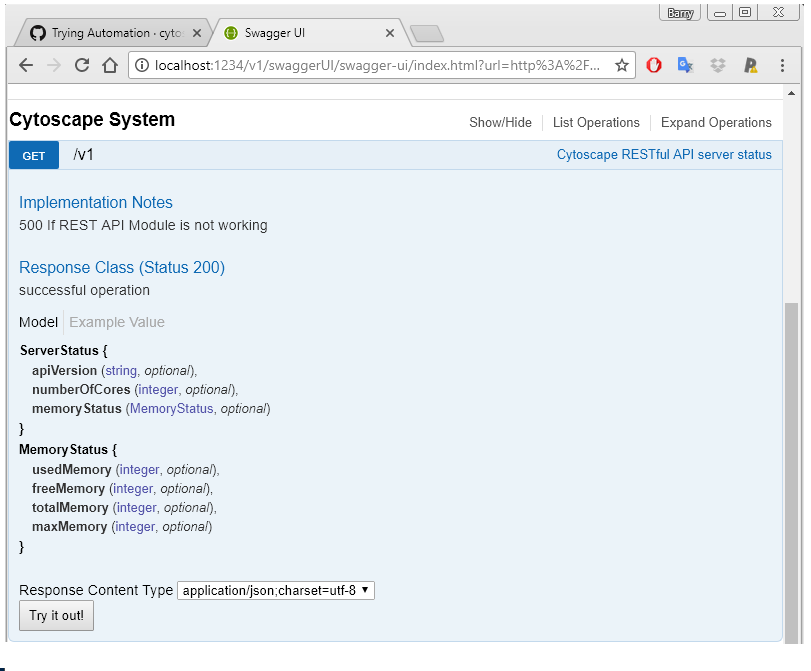 Barry
Trying Automation · cyto
Swagger UI
localhost:1234/v1/swaggerUI/swagger-ui/index.html?url=http%3A%2F...
Cytoscape System
Show/Hide List Operations Expand Operations
GET /v1 Cytoscape RESTful API server status
Implementation Notes
500 If REST API Module is not working
Response Class (Status 200)
successful operation
Model Example Value
ServerStatus {
apiVersion (string, optional),
numberOfCores (integer, optional),
memoryStatus (MemoryStatus, optional)
}
MemoryStatus {
usedMemory (integer, optional),
freeMemory (integer, optional),
totalMemory (integer, optional),
maxMemory (integer, optional)
}
Response Content Type application/json;charset=utf-8
Try it out!